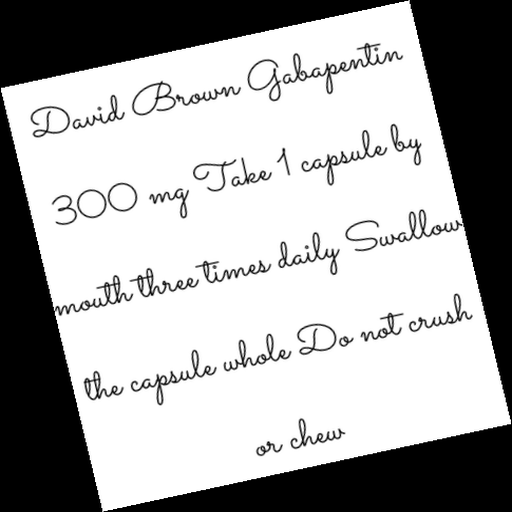 David Brown Gabapentin
300 mg Take 1 capsule by
mouth three times daily Swallow
the capsule whole Do not crush
or chew